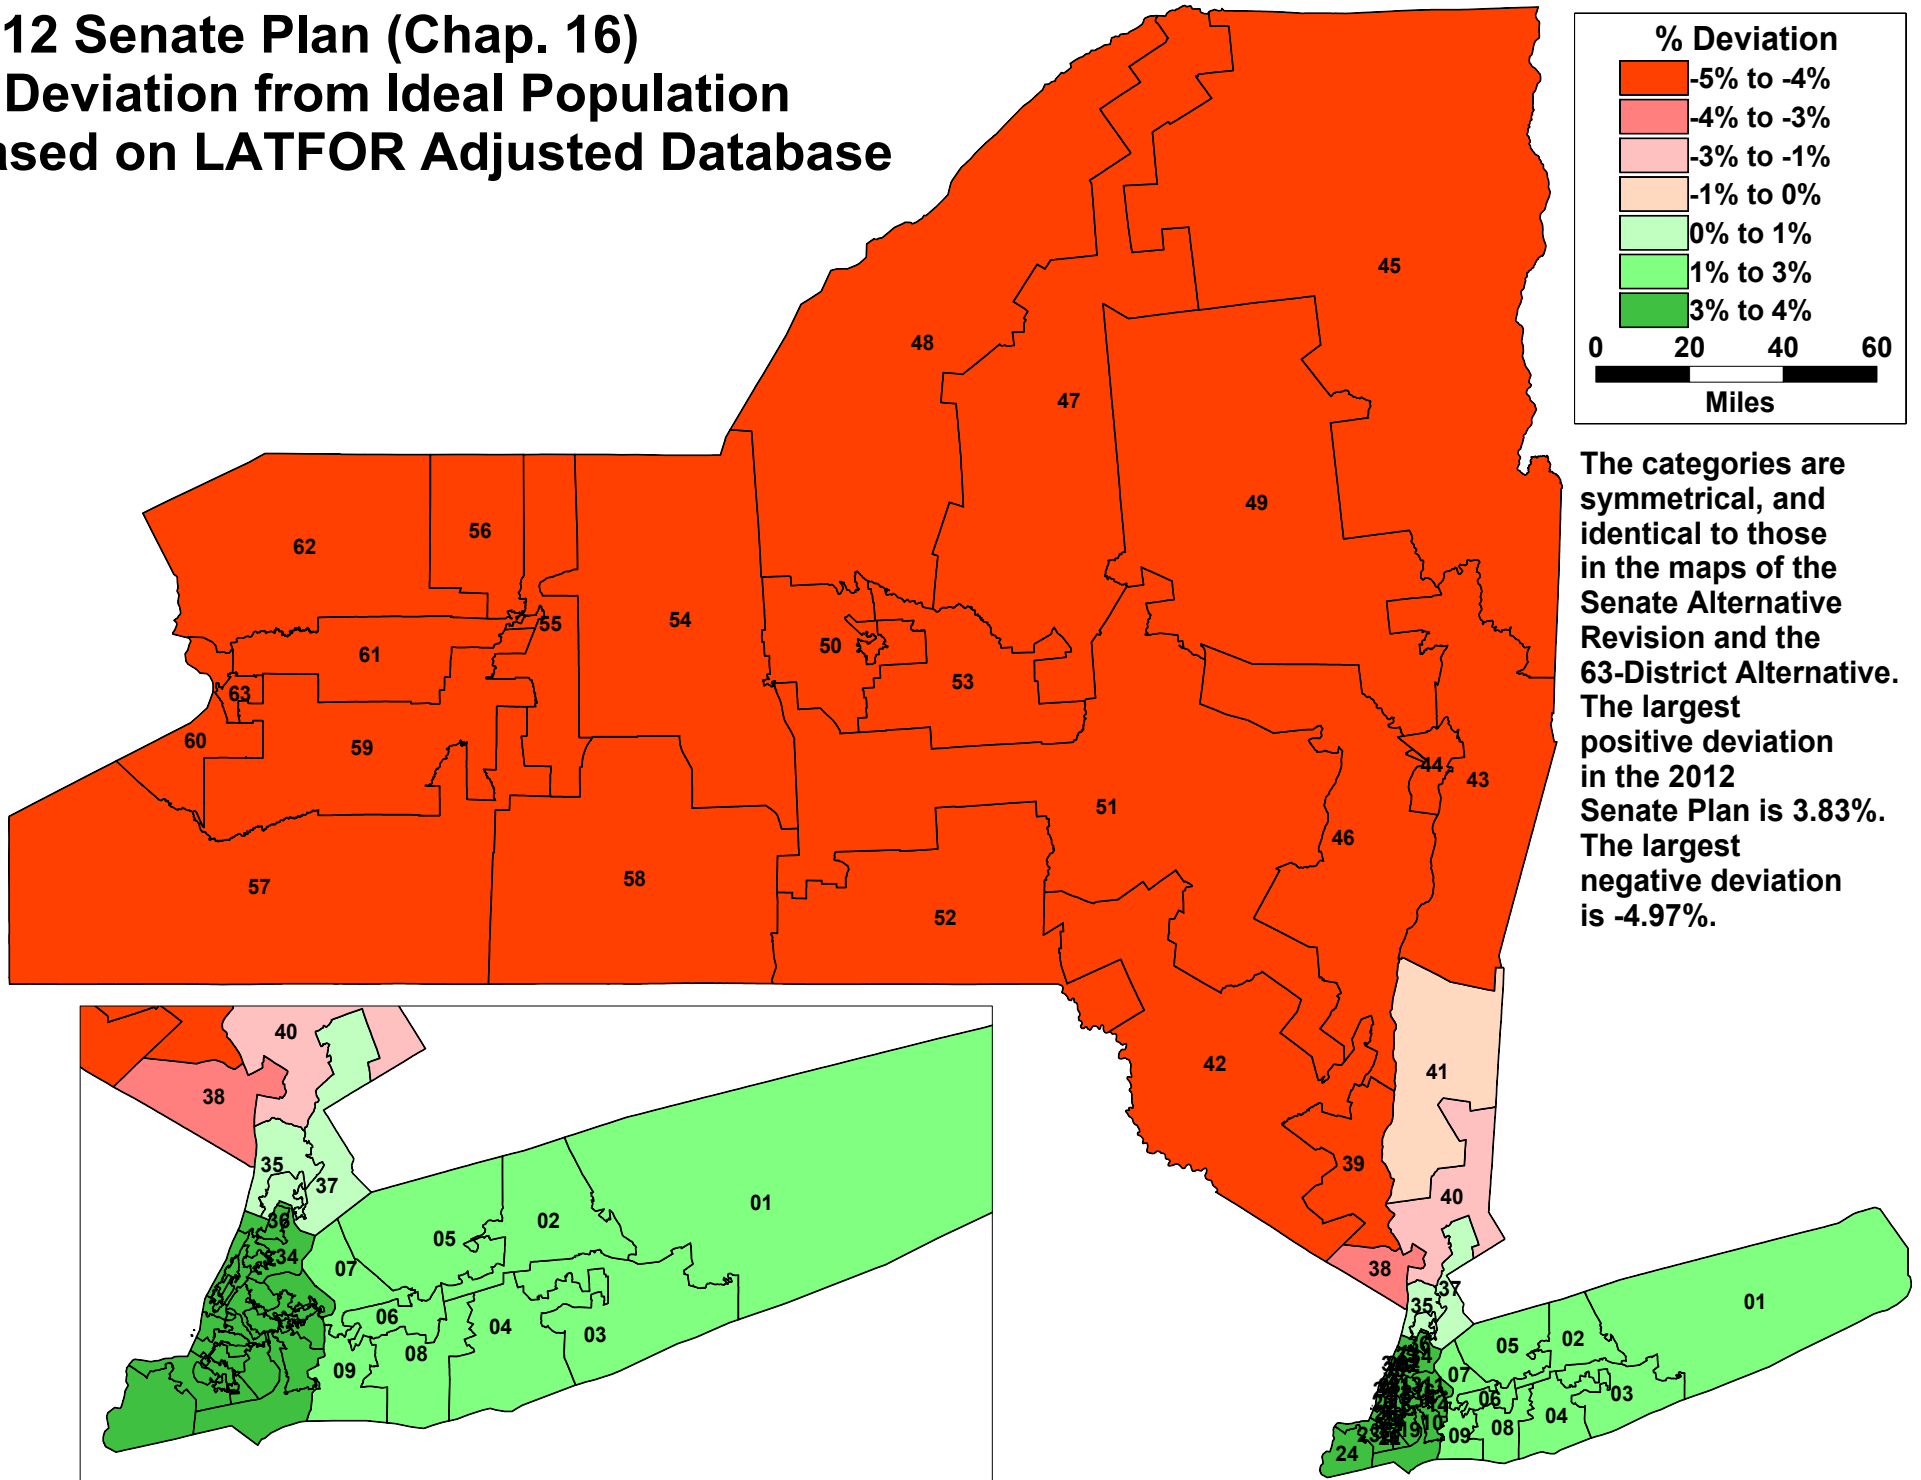 12 Senate Plan (Chap. 16)
Deviation from Ideal Population
ased on LATFOR Adjusted Database
% Deviation
-5% to -4%
-4% to -3%
-3% to -1%
-1% to 0%
0% to 1%
1% to 3%
3% to 4%
0 20 40 60
Miles
The categories are
symmetrical, and
identical to those
in the maps of the
Senate Alternative
Revision and the
63-District Alternative.
The largest
positive deviation
in the 2012
Senate Plan is 3.83%.
The largest
negative deviation
is -4.97%.
45
48
47
49
62
56
55
54
61
50
53
63
60
59
44
43
51
46
57
58
52
42
41
39
40
38
37
35
01
05
02
07
03
06
04
08
09
10
19
24
40
38
35
37
36
34
01
02
05
07
06
04
03
08
09